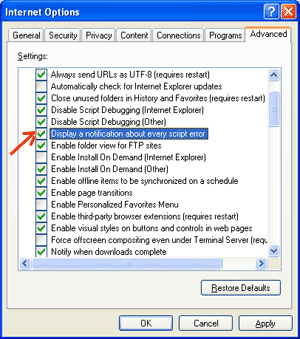 Internet Options
General Security Privacy Content Connections Programs Advanced
Settings:
Always send URLs as UTF-8 (requires restart)
Automatically check for Internet Explorer updates
Close unused folders in History and Favorites (requires restart)
Disable Script Debugging (Internet Explorer)
Disable Script Debugging (Other)
Display a notification about every script error
Enable folder view for FTP sites
Enable Install On Demand (Internet Explorer)
Enable Install On Demand (Other)
Enable offline items to be synchronized on a schedule
Enable page transitions
Enable Personalized Favorites Menu
Enable third-party browser extensions (requires restart)
Enable visual styles on buttons and controls in web pages
Force offscreen compositing even under Terminal Server (requ
Notify when downloads complete
Restore Defaults
OK Cancel Apply